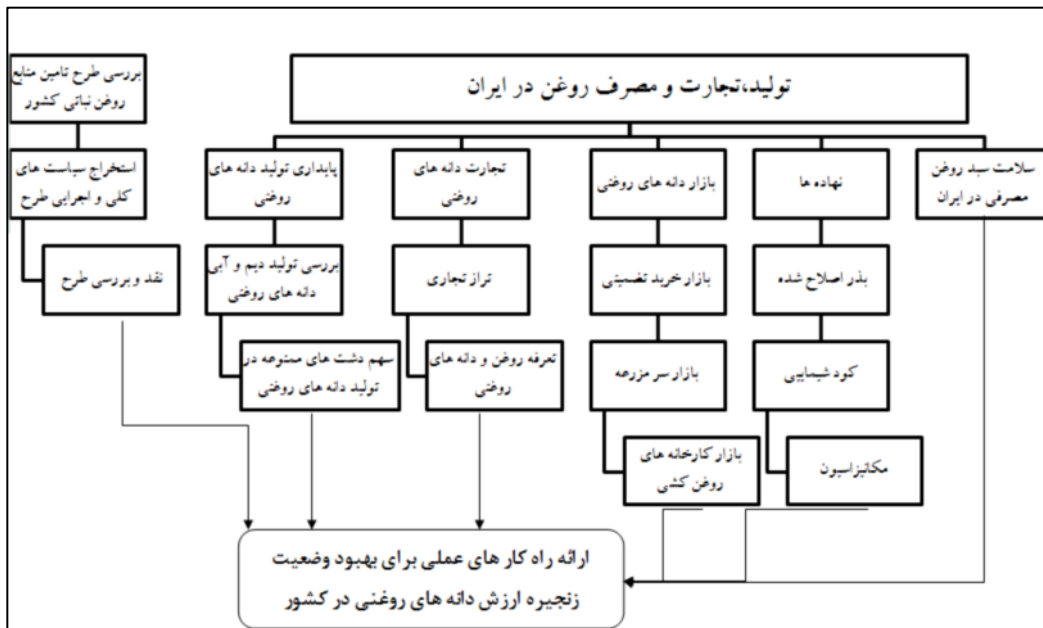 تولید،تجارت و مصرف روغن در ایران
بررسی طرح تامین منابع
روغن نباتی کشور
سلامت سبد روغن
مصرفی در ایران
نهاده ها
بازار دانه های روغنی
تجارت دانه های
روغنی
پایداری تولید دانه های
روغنی
استخراج سیاست های
کلی و اجرایی طرح
بذر اصلاح شده
بازار خرید تضمینی
تراز تجاری
بررسی تولید دیم و آبی
دانه های روغنی
نقد و بررسی طرح
کود شیمایی
بازار سر مزرعه
تعرفه روغن و دانه های
روغنی
سهم دشت های ممنوعه در
تولید دانه های روغنی
مکانیزاسیون
بازار کارخانه های
روغن کشی
ارائه راه کار های عملی برای بهبود وضعیت
زنجیره ارزش دانه های روغنی در کشور